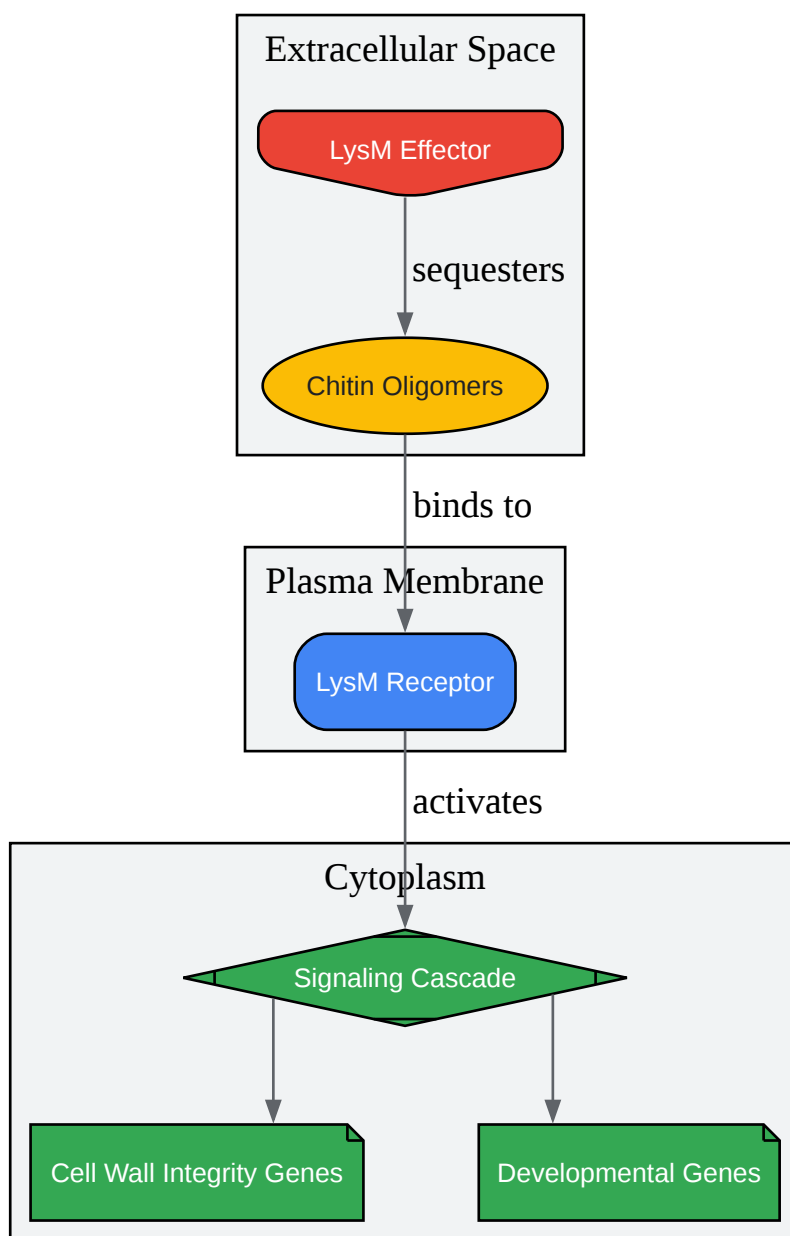 Extracellular Space
LysM Effector
sequesters
Chitin Oligomers
binds to
Plasma Membrane
LysM Receptor
activates
Cytoplasm
Signaling Cascade
Cell Wall Integrity Genes
Developmental Genes